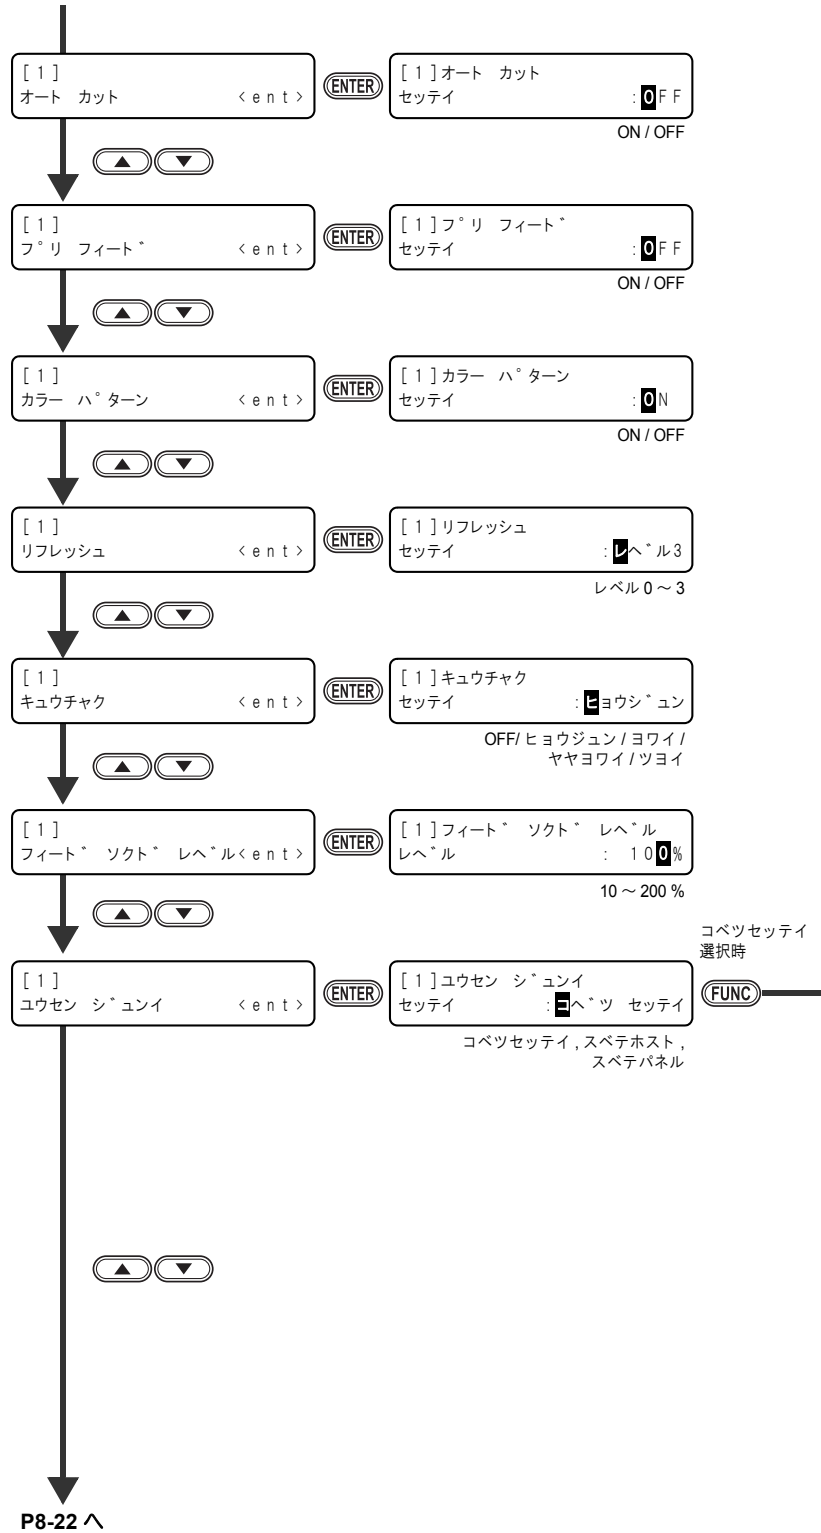 [1]
オート カット <ent>
ENTER
[1]オート カット
セッテイ :OFF
ON / OFF
[1]
フ゜リ フィート゛ <ent>
ENTER
[1]フ゜リ フィート゛
セッテイ :OFF
ON / OFF
[1]
カラー ハ゜ターン <ent>
ENTER
[1]カラー ハ゜ターン
セッテイ :ON
ON / OFF
[1]
リフレッシュ <ent>
ENTER
[1]リフレッシュ
セッテイ :レヘ゛ル3
レベル 0 ～ 3
[1]
キュウチャク <ent>
ENTER
[1]キュウチャク
セッテイ :ヒョウシ゛ュン
OFF/ ヒョウジュン / ヨワイ /
ヤヤヨワイ / ツヨイ
[1]
フィート゛ ソクト゛ レヘ゛ル<ent>
ENTER
[1]フィート゛ ソクト゛ レヘ゛ル
レヘ゛ル : 100%
10 ～ 200 %
[1]
ユウセン シ゛ュンイ <ent>
ENTER
[1]ユウセン シ゛ュンイ
セッテイ :コヘ゛ツ セッテイ
コベツセッテイ , スベテホスト ,
スベテパネル
コベツセッテイ
選択時
FUNC
P8-22 へ